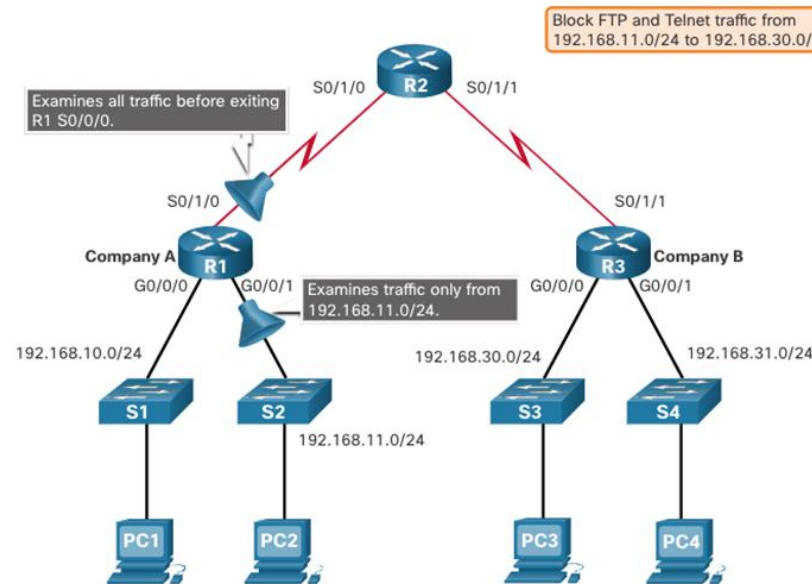 Block FTP and Telnet traffic from
192.168.11.0/24 to 192.168.30.0/
R2
S0/1/0
S0/1/1
Examines all traffic before exiting
R1 S0/0/0.
S0/1/0
S0/1/1
Company A
R1
R3
Company B
G0/0/0
G0/0/1
Examines traffic only from
192.168.11.0/24.
G0/0/0
G0/0/1
192.168.10.0/24
192.168.30.0/24
192.168.31.0/24
S1
S2
S3
S4
192.168.11.0/24
PC1
PC2
PC3
PC4